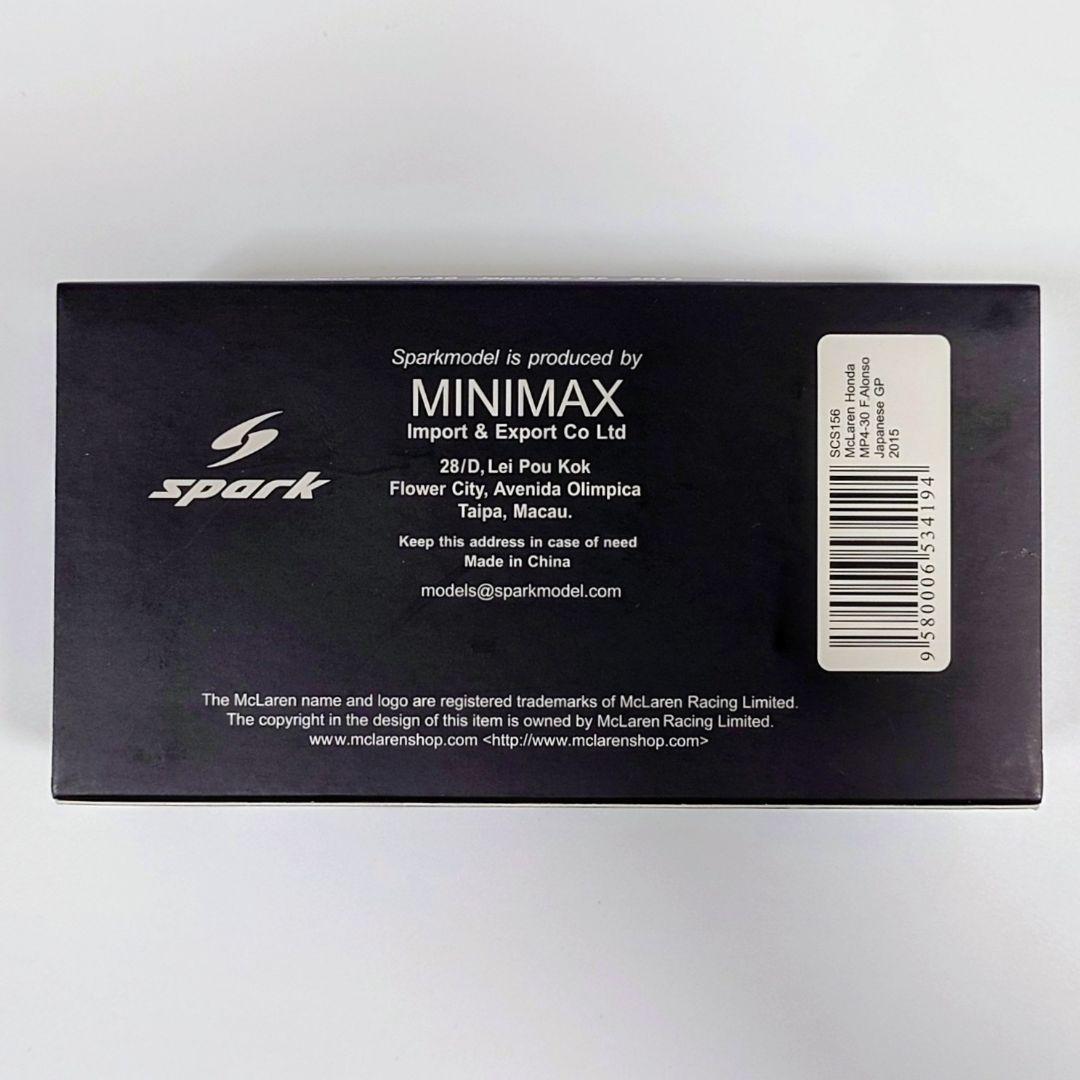 Sparkmodel is produced by
MINIMAX
Import & Export Co Ltd
28/D, Lei Pou Kok
Flower City, Avenida Olimpica
Taipa, Macau.
Keep this address in case of need
Made in China
models@sparkmodel.com
spark
SCS156
McLaren Honda
MP4-30 F.Alonso
Japanese GP
2015
9 580006 534194
The McLaren name and logo are registered trademarks of McLaren Racing Limited.
The copyright in the design of this item is owned by McLaren Racing Limited.
www.mclarenshop.com <http://www.mclarenshop.com>